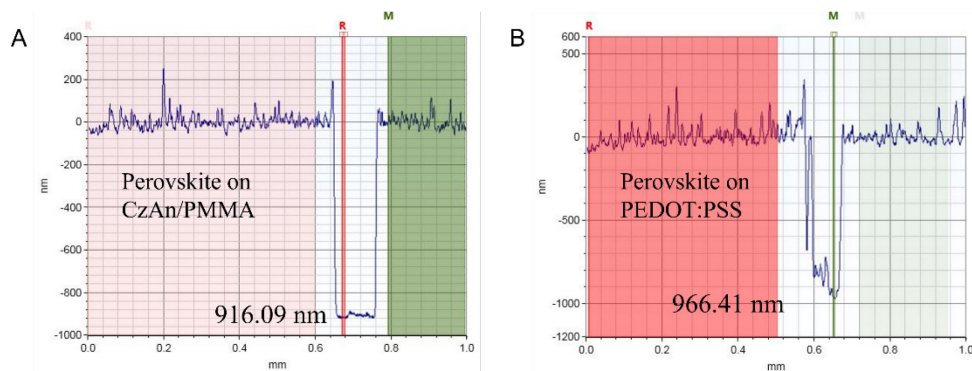 A
R
R
M
400
200
0
-200
-400
-600
-800
-1000
nm
Perovskite on
CzAn/PMMA
916.09 nm
0.0
0.2
0.4
0.6
0.8
1.0
mm
B
R
M
M
600
400
200
0
-500
-1000
-1200
nm
Perovskite on
PEDOT:PSS
966.41 nm
0.0
0.2
0.4
0.6
0.8
1.0
mm